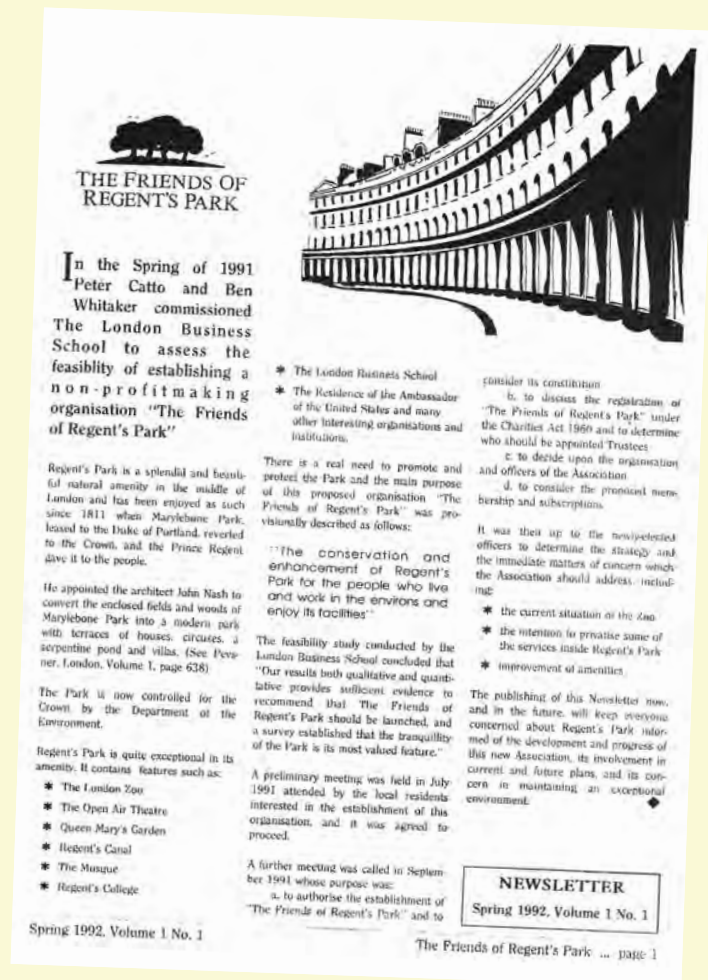 THE FRIENDS OF
REGENT'S PARK
In the Spring of 1991
Peter Catto and Ben
Whitaker commissioned
The London Business
School to assess the
feasiblity of establishing a
non-profitmaking
organisation "The Friends
of Regent's Park"
Regent's Park is a splendid and beauti-
ful natural amenity in the middle of
London and has been enjoyed as such
since 1811 when Marylebone Park,
leased to the Duke of Portland, reverted
to the Crown, and the Prince Regent
gave it to the people.
He appointed the architect John Nash to
convert the enclosed fields and woods of
Marylebone Park into a modern park
with terraces of houses, circuses, a
serpentine pond and villas. (See Pevs-
ner, London, Volume 1, page 638)
The Park is now controlled for the
Crown by the Department of the
Environment.
Regent's Park is quite exceptional in its
amenity. It contains features such as:
* The London Zoo
* The Open Air Theatre
* Queen Mary's Garden
* Regent's Canal
* The Mosque
* Regent's College
* The London Business School
* The Residence of the Ambassador
of the United States and many
other interesting organisations and
institutions.
There is a real need to promote and
protect the Park and the main purpose
of this proposed organisation "The
Friends of Regent's Park" was pro-
visionally described as follows:
"The conservation and
enhancement of Regent's
Park for the people who live
and work in the environs and
enjoy its facilities"
The feasibility study conducted by the
London Business School concluded that
"Our results both qualitative and quanti-
tative provides sufficient evidence to
recommend that The Friends of
Regent's Park should be launched, and
a survey established that the tranquillity
of the Park is its most valued feature."
A preliminary meeting was held in July
1991 attended by the local residents
interested in the establishment of this
organisation, and it was agreed to
proceed.
A further meeting was called in Septem-
ber 1991 whose purpose was:
a. to authorise the establishment of
"The Friends of Regent's Park" and to
consider its constitution
b. to discuss the registration of
"The Friends of Regent's Park" under
the Charities Act 1960 and to determine
who should be appointed Trustees
c. to decide upon the organisation
and officers of the Association
d. to consider the proposed mem-
bership and subscriptions.
It was then up to the newly-elected
officers to determine the strategy and
the immediate matters of concern which
the Association should address, includ-
ing:
* the current situation of the Zoo
* the intention to privatise some of
the services inside Regent's Park
* improvement of amenities
The publishing of this Newsletter now,
and in the future, will keep everyone
concerned about Regent's Park infor-
med of the development and progress of
this new Association, its involvement in
current and future plans, and its con-
cern in maintaining an exceptional
environment.
NEWSLETTER
Spring 1992, Volume 1 No. 1
Spring 1992, Volume 1 No. 1
The Friends of Regent's Park ... page 1